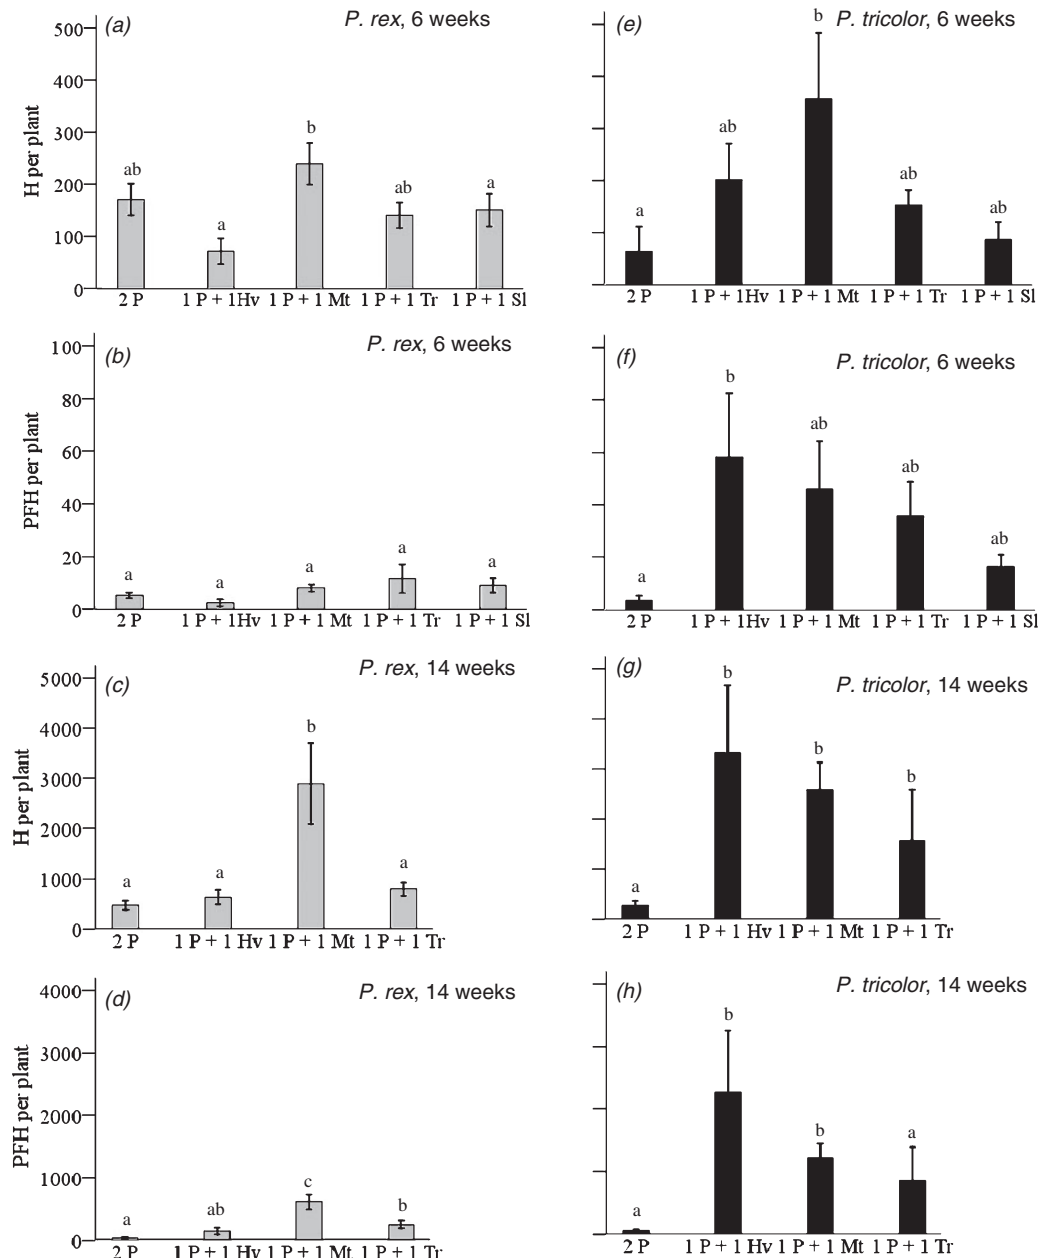 (a)
P. rex, 6 weeks
H per plant
500
400
300
200
100
0
ab
a
b
ab
a
2 P
1 P + 1Hv
1 P + 1 Mt
1 P + 1 Tr
1 P + 1 Sl
(e)
P. tricolor, 6 weeks
a
ab
b
ab
ab
2 P
1 P + 1Hv
1 P + 1 Mt
1 P + 1 Tr
1 P + 1 Sl
(b)
P. rex, 6 weeks
PFH per plant
100
80
60
40
20
0
a
a
a
a
a
2 P
1 P + 1Hv
1 P + 1 Mt
1 P + 1 Tr
1 P + 1 Sl
(f)
P. tricolor, 6 weeks
a
b
ab
ab
ab
2 P
1 P + 1Hv
1 P + 1 Mt
1 P + 1 Tr
1 P + 1 Sl
(c)
P. rex, 14 weeks
H per plant
5000
4000
3000
2000
1000
0
a
a
b
a
2 P
1 P + 1 Hv
1 P + 1 Mt
1 P + 1 Tr
(g)
P. tricolor, 14 weeks
a
b
b
b
2 P
1 P + 1 Hv
1 P + 1 Mt
1 P + 1 Tr
(d)
P. rex, 14 weeks
PFH per plant
4000
3000
2000
1000
0
a
ab
c
b
2 P
1 P + 1 Hv
1 P + 1 Mt
1 P + 1 Tr
(h)
P. tricolor, 14 weeks
a
b
b
a
2 P
1 P + 1 Hv
1 P + 1 Mt
1 P + 1 Tr